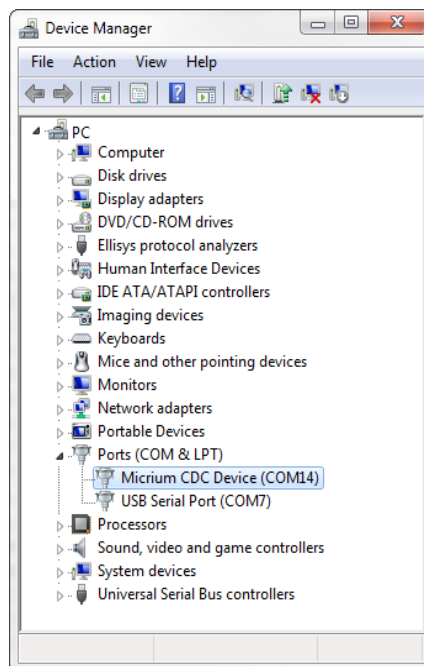 Device Manager
File Action View Help
PC
Computer
Disk drives
Display adapters
DVD/CD-ROM drives
Ellisys protocol analyzers
Human Interface Devices
IDE ATA/ATAPI controllers
Imaging devices
Keyboards
Mice and other pointing devices
Monitors
Network adapters
Portable Devices
Ports (COM & LPT)
Micrium CDC Device (COM14)
USB Serial Port (COM7)
Processors
Sound, video and game controllers
System devices
Universal Serial Bus controllers